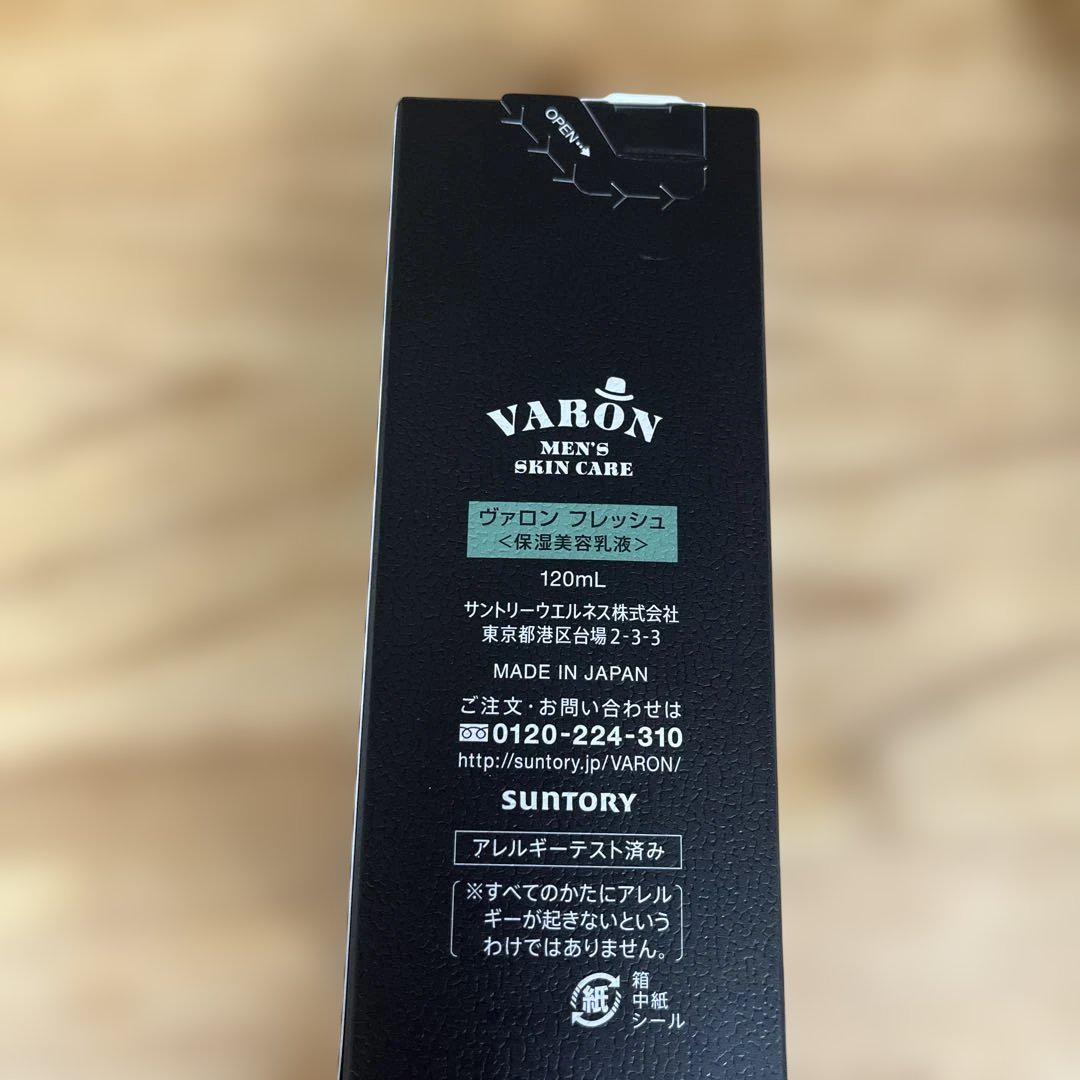 OPEN
VARON
MEN'S
SKIN CARE
ヴァロン フレッシュ
<保湿美容乳液>
120mL
サントリーウエルネス株式会社
東京都港区台場2-3-3
MADE IN JAPAN
ご注文・お問い合わせは
0120-224-310
http://suntory.jp/VARON/
SUNTORY
アレルギーテスト済み
※すべてのかたにアレル
ギーが起きないという
わけではありません。
紙
箱
中紙
シール